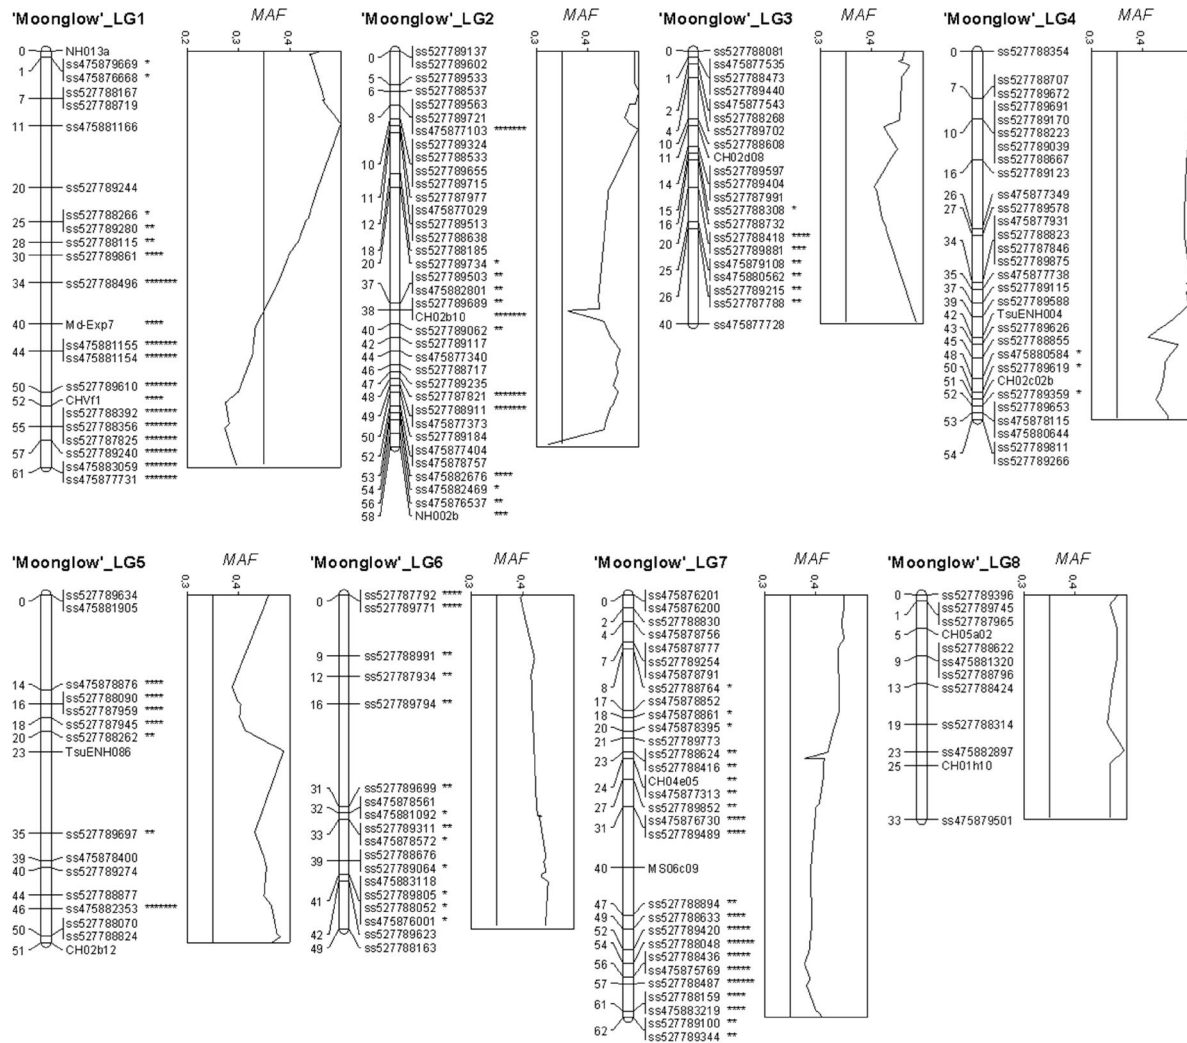 'Moonglow'_LG1
MAF
0.2 0.3 0.4
0 NH013a
ss475879669 *
1 ss475876668 *
ss527788167
7 ss527788719
11 ss475881166
20 ss527789244
ss527788266 *
25 ss527789280 **
28 ss527788115 **
30 ss527789861 ****
34 ss527788496 *******
40 Md-Exp7 ****
ss475881155 *******
44 ss475881154 *******
50 ss527789610 *******
52 CHVf1 ****
ss527788392 *******
55 ss527788356 *******
ss527787825 *******
57 ss527789240 *******
ss475883059 *******
61 ss475877731 *******
'Moonglow'_LG2
MAF
0.3 0.4
ss527789137
0 ss527789602
5 ss527789533
6 ss527788537
ss527789563
8 ss527789721
ss475877103 *******
ss527789324
ss527788533
10 ss527789655
ss527789715
11 ss527787977
ss475877029
12 ss527789513
ss527788638
18 ss527788185
20 ss527789734 *
ss527789503 **
37 ss475882801 **
ss527789689 **
38 CH02b10 *******
40 ss527789062 **
42 ss527789117
44 ss475877340
46 ss527788717
47 ss527789235
48 ss527787821 *******
ss527788911 *******
49 ss475877373
50 ss527789184
ss475877404
52 ss475878757
53 ss475882676 ****
54 ss475882469 *
56 ss475876537 **
58 NH002b ***
'Moonglow'_LG3
MAF
0.3 0.4
0 ss527788081
ss475877535
1 ss527788473
ss527789440
2 ss475877543
ss527788268
4 ss527789702
10 ss527788608
11 CH02d08
ss527789597
14 ss527789404
ss527787991
15 ss527788308 *
16 ss527788732
ss527788418 ****
20 ss527789881 ***
ss475879108 **
25 ss475880562 **
ss527789215 **
26 ss527787788 **
40 ss475877728
'Moonglow'_LG4
MAF
0.3 0.4
0 ss527788354
ss527788707
7 ss527789672
ss527789691
ss527789170
10 ss527788223
ss527789039
ss527788667
16 ss527789123
26 ss475877349
27 ss527789578
ss475877931
ss527788823
34 ss527787846
ss527789875
35 ss475877738
37 ss527789115
39 ss527789588
42 TsuENH004
43 ss527789626
45 ss527788855
48 ss475880584 *
50 ss527789619 *
51 CH02c02b
52 ss527789359 *
ss527789653
53 ss475878115
ss475880644
ss527789811
54 ss527789266
'Moonglow'_LG5
MAF
0.3 0.4
ss527789634
0 ss475881905
14 ss475878876 ****
ss527788090 ****
16 ss527787959 ****
18 ss527787945 ****
20 ss527788262 **
23 TsuENH086
35 ss527789697 **
39 ss475878400
40 ss527789274
44 ss527788877
46 ss475882353 *******
ss527788070
50 ss527788824
51 CH02b12
'Moonglow'_LG6
MAF
0.3 0.4
ss527787792 ****
0 ss527789771 ****
9 ss527788991 **
12 ss527787934 **
16 ss527789794 **
31 ss527789699 **
ss475878561
32 ss475881092 *
ss527789311 **
33 ss475878572 *
ss527788676
39 ss527789064 *
ss475883118
ss527789805 *
41 ss527788052 *
ss475876001 *
42 ss527789623
49 ss527788163
'Moonglow'_LG7
MAF
0.3 0.4
ss475876201
0 ss475876200
2 ss527788830
4 ss475878756
ss475878777
7 ss527789254
ss475878791
8 ss527788764 *
17 ss475878852
18 ss475878861 *
20 ss475878395 *
21 ss527789773
ss527788624 **
23 ss527788416 **
CH04e05 **
24 ss475877313 **
27 ss527789852 **
ss475876730 ****
31 ss527789489 ****
40 MS06c09
47 ss527788894 **
49 ss527788633 ****
52 ss527789420 *****
54 ss527788048 ******
ss527788436 *****
56 ss475875769 *****
57 ss527788487 ******
ss527788159 ****
61 ss475883219 ****
ss527789100 **
62 ss527789344 **
'Moonglow'_LG8
MAF
0.3 0.4
0 ss527789396
ss527789745
1 ss527787965
5 CH05a02
ss527788622
9 ss475881320
ss527788796
13 ss527788424
19 ss527788314
23 ss475882897
25 CH01h10
33 ss475879501